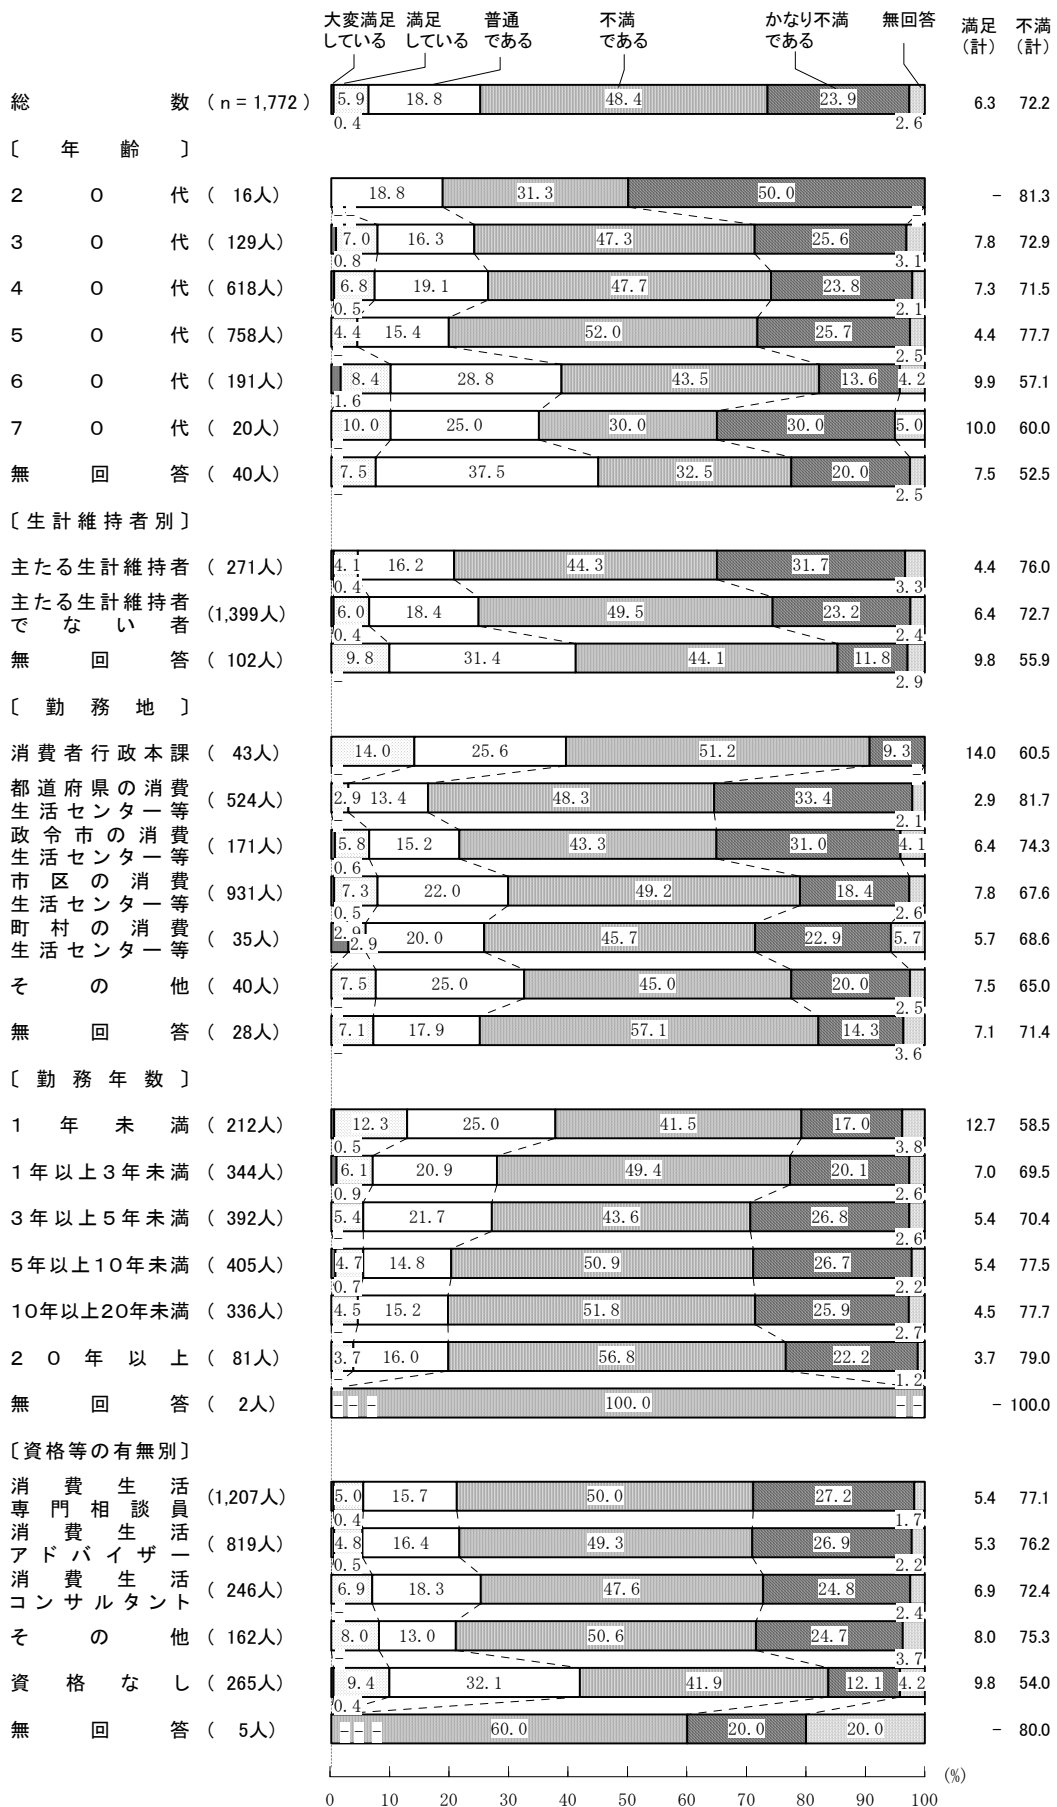 大変満足 満足 普通 不満 かなり不満 無回答 満足 不満
している している である である である (計) (計)
総 数 ( n = 1,772 ) 5.9 18.8 48.4 23.9 6.3 72.2
0.4 2.6
〔 年 齢 〕
2 0 代 ( 16人) 18.8 31.3 50.0 - 81.3
- - -
3 0 代 ( 129人) 7.0 16.3 47.3 25.6 7.8 72.9
0.8 3.1
4 0 代 ( 618人) 6.8 19.1 47.7 23.8 7.3 71.5
0.5 2.1
5 0 代 ( 758人) 4.4 15.4 52.0 25.7 4.4 77.7
- 2.5
6 0 代 ( 191人) 8.4 28.8 43.5 13.6 4.2 9.9 57.1
1.6
7 0 代 ( 20人) 10.0 25.0 30.0 30.0 5.0 10.0 60.0
-
無 回 答 ( 40人) 7.5 37.5 32.5 20.0 7.5 52.5
- 2.5
〔生計維持者別〕
主たる生計維持者 ( 271人) 4.1 16.2 44.3 31.7 4.4 76.0
0.4 3.3
主たる生計維持者
で な い 者 (1,399人) 6.0 18.4 49.5 23.2 6.4 72.7
0.4 2.4
無 回 答 ( 102人) 9.8 31.4 44.1 11.8 9.8 55.9
- 2.9
〔 勤 務 地 〕
消費者行政本課 ( 43人) 14.0 25.6 51.2 9.3 14.0 60.5
- -
都道府県の消費
生活センター等 ( 524人) 2.9 13.4 48.3 33.4 2.9 81.7
- 2.1
政令市の消費
生活センター等 ( 171人) 5.8 15.2 43.3 31.0 4.1 6.4 74.3
0.6
市区の消費
生活センター等 ( 931人) 7.3 22.0 49.2 18.4 7.8 67.6
0.5 2.6
町村の消費
生活センター等 ( 35人) 2.9 2.9 20.0 45.7 22.9 5.7 5.7 68.6
そ の 他 ( 40人) 7.5 25.0 45.0 20.0 7.5 65.0
- 2.5
無 回 答 ( 28人) 7.1 17.9 57.1 14.3 7.1 71.4
- 3.6
〔 勤 務 年 数 〕
1 年 未 満 ( 212人) 12.3 25.0 41.5 17.0 12.7 58.5
0.5 3.8
1年以上3年未満 ( 344人) 6.1 20.9 49.4 20.1 7.0 69.5
0.9 2.6
3年以上5年未満 ( 392人) 5.4 21.7 43.6 26.8 5.4 70.4
- 2.6
5年以上10年未満 ( 405人) 4.7 14.8 50.9 26.7 5.4 77.5
0.7 2.2
10年以上20年未満 ( 336人) 4.5 15.2 51.8 25.9 4.5 77.7
- 2.7
2 0 年 以 上 ( 81人) 3.7 16.0 56.8 22.2 3.7 79.0
- 1.2
無 回 答 ( 2人) - - - 100.0 - - - 100.0
〔資格等の有無別〕
消 費 生 活
専 門 相 談 員 (1,207人) 5.0 15.7 50.0 27.2 5.4 77.1
0.4 1.7
消 費 生 活
アドバイザー ( 819人) 4.8 16.4 49.3 26.9 5.3 76.2
0.5 2.2
消 費 生 活
コンサルタント ( 246人) 6.9 18.3 47.6 24.8 6.9 72.4
- 2.4
そ の 他 ( 162人) 8.0 13.0 50.6 24.7 8.0 75.3
- 3.7
資 格 な し ( 265人) 9.4 32.1 41.9 12.1 4.2 9.8 54.0
0.4
無 回 答 ( 5人) - - - 60.0 20.0 20.0 - 80.0
0 10 20 30 40 50 60 70 80 90 100 (%)